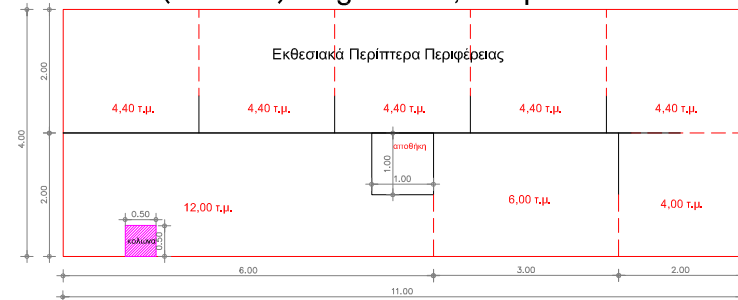 Εκθεσιακά Περίπτερα Περιφέρειας
2.00
4,40 τ.μ.
4,40 τ.μ.
4,40 τ.μ.
4,40 τ.μ.
4,40 τ.μ.
4.00
αποθήκη
1.00
1.00
2.00
12,00 τ.μ.
6,00 τ.μ.
4,00 τ.μ.
0.50
κολωνα
0.50
6.00
3.00
2.00
11.00